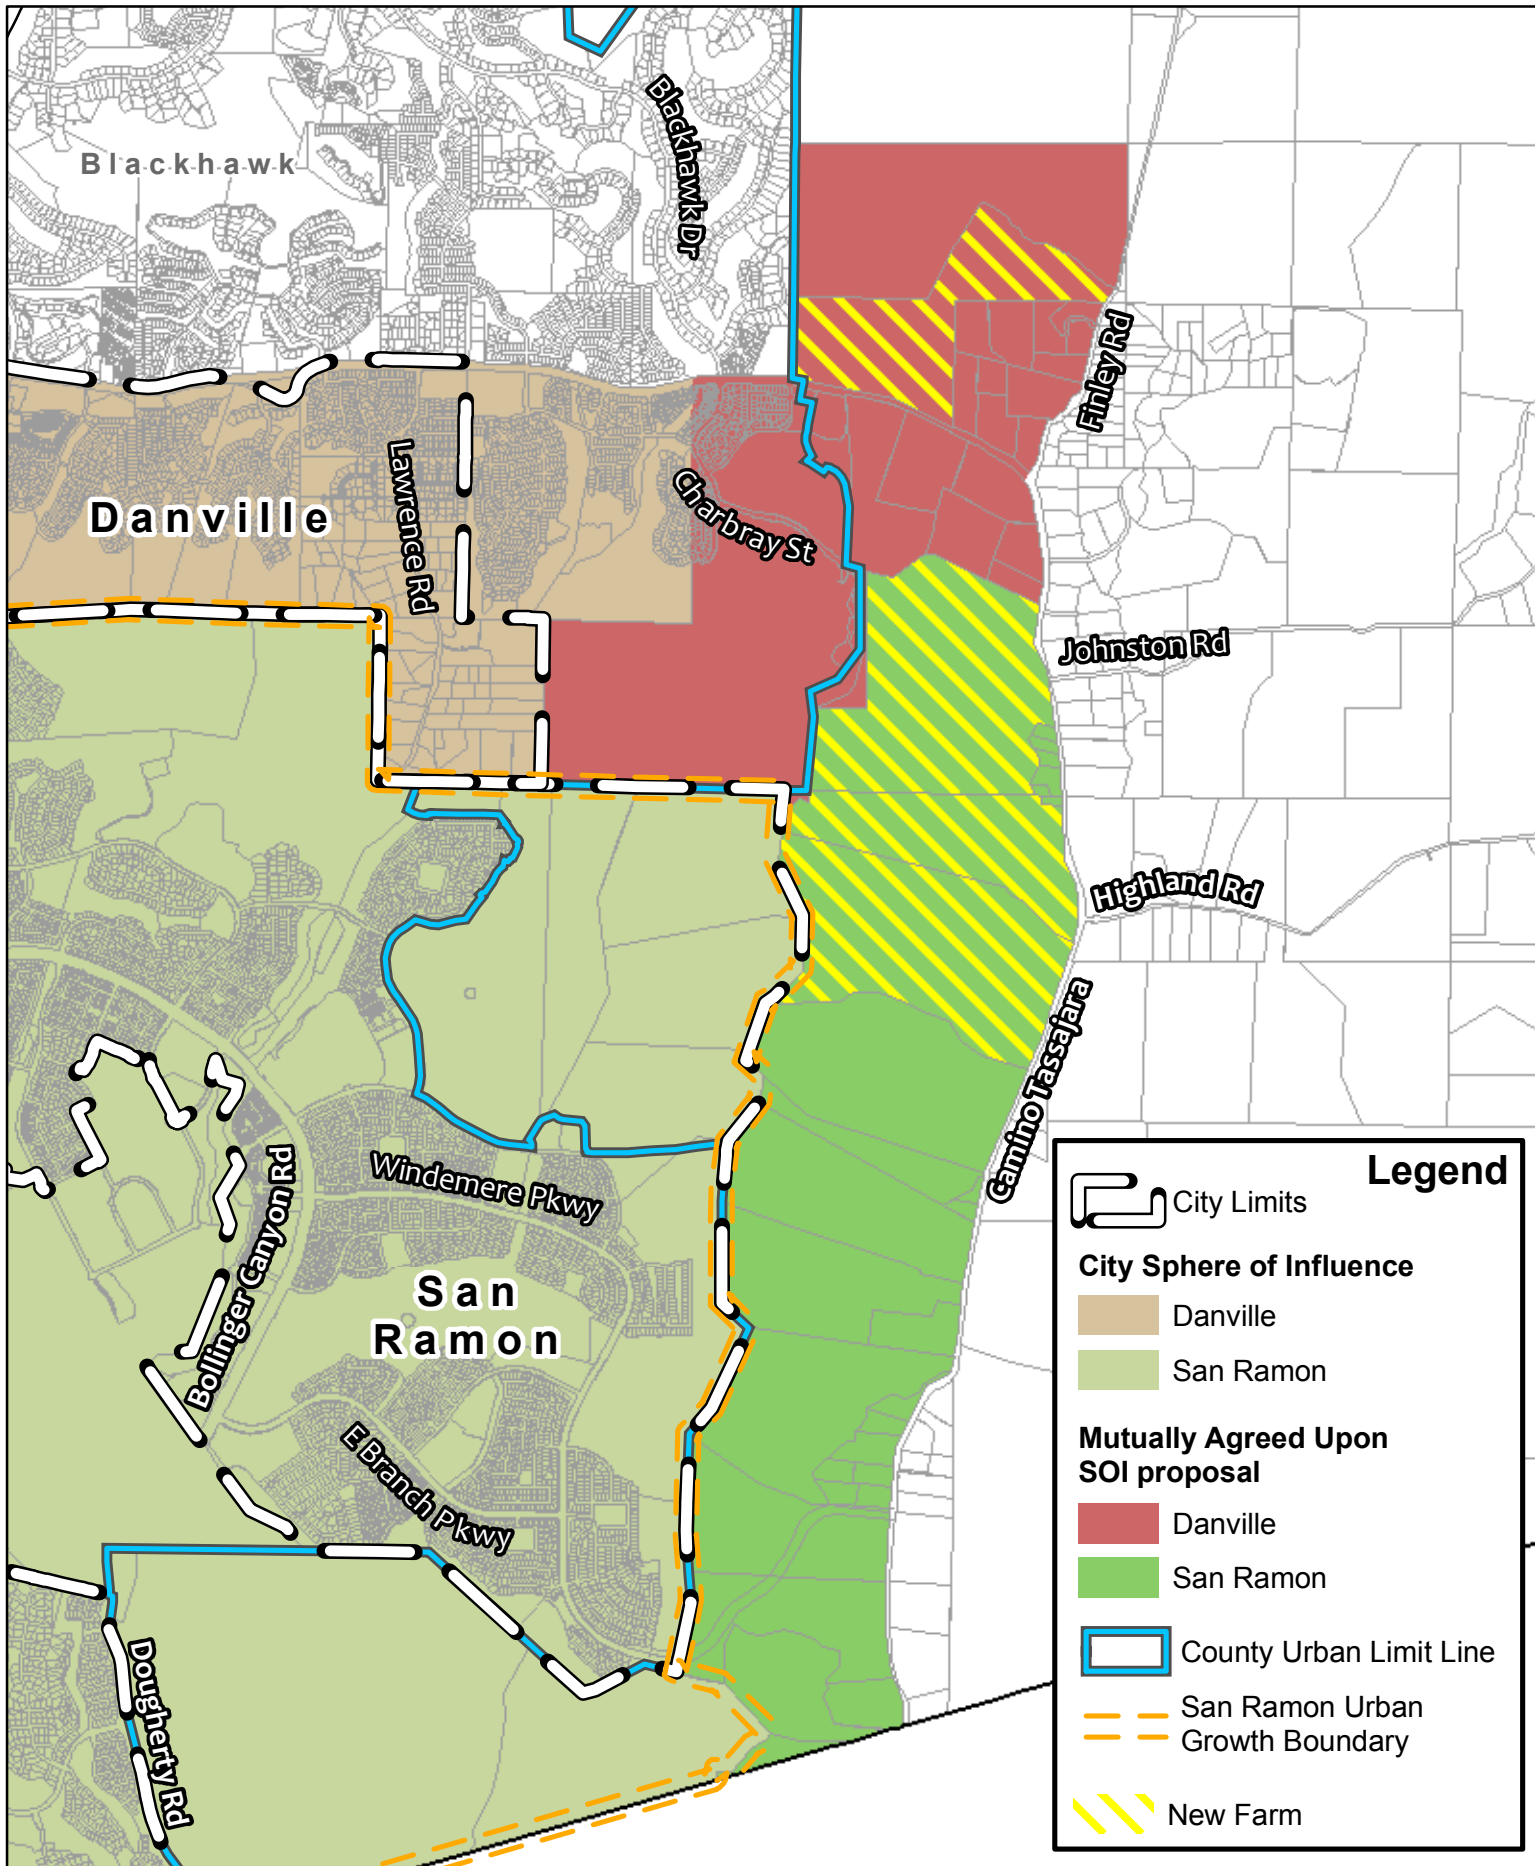 Blackhawk Dr
Blackhawk
Finley Rd
Lawrence Rd
Danville
Charbray St
Johnston Rd
Highland Rd
Camino Tassajara
Windemere Pkwy
Bollinger Canyon Rd
San
Ramon
E Branch Pkwy
Dougherty Rd
Legend
City Limits
City Sphere of Influence
Danville
San Ramon
Mutually Agreed Upon
SOI proposal
Danville
San Ramon
County Urban Limit Line
San Ramon Urban
Growth Boundary
New Farm